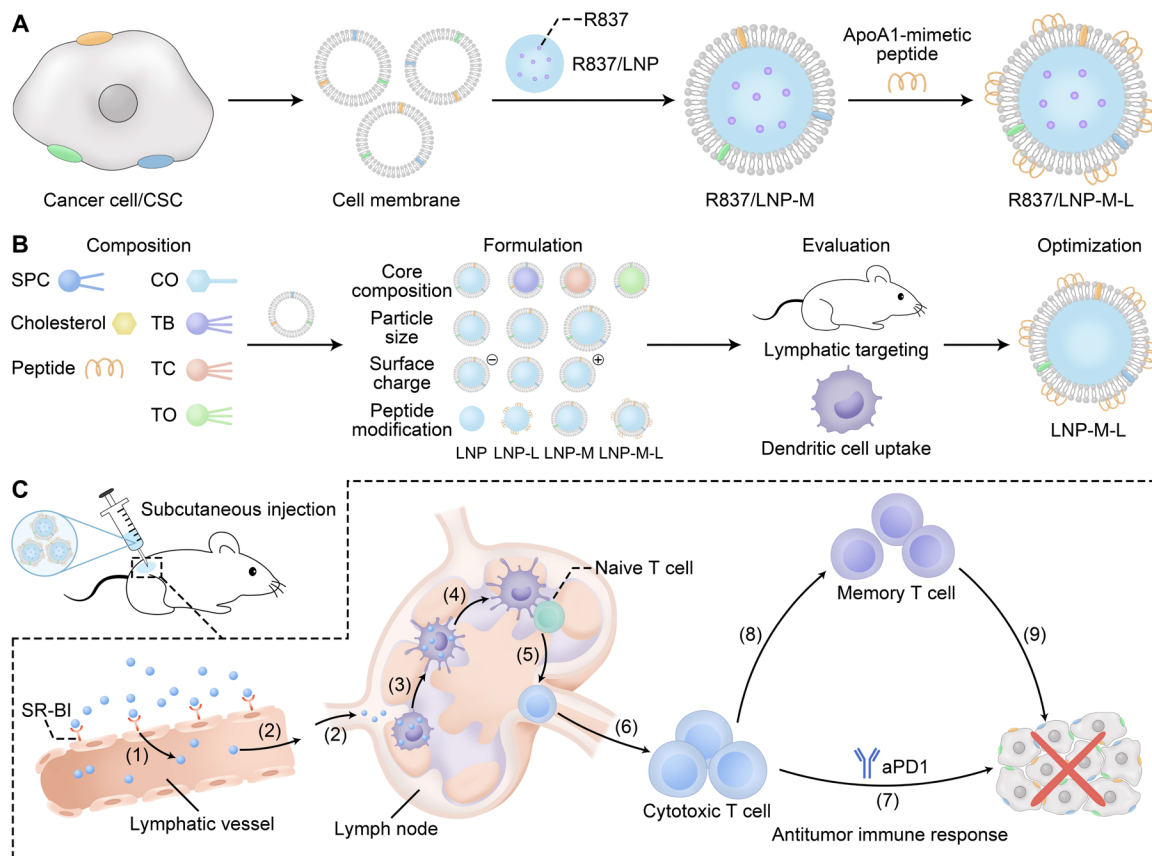 A
R837
R837/LNP
ApoA1-mimetic
peptide
Cancer cell/CSC
Cell membrane
R837/LNP-M
R837/LNP-M-L
B
Composition
Formulation
Evaluation
Optimization
SPC
CO
Cholesterol
TB
Peptide
TC
TO
Core
composition
Particle
size
Surface
charge
−
+
Peptide
modification
LNP
LNP-L
LNP-M
LNP-M-L
Lymphatic targeting
Dendritic cell uptake
LNP-M-L
C
Subcutaneous injection
SR-BI
(1)
(2)
Lymphatic vessel
(2)
(3)
(4)
(5)
Naive T cell
Lymph node
(6)
Cytotoxic T cell
(8)
Memory T cell
(9)
aPD1
(7)
Antitumor immune response